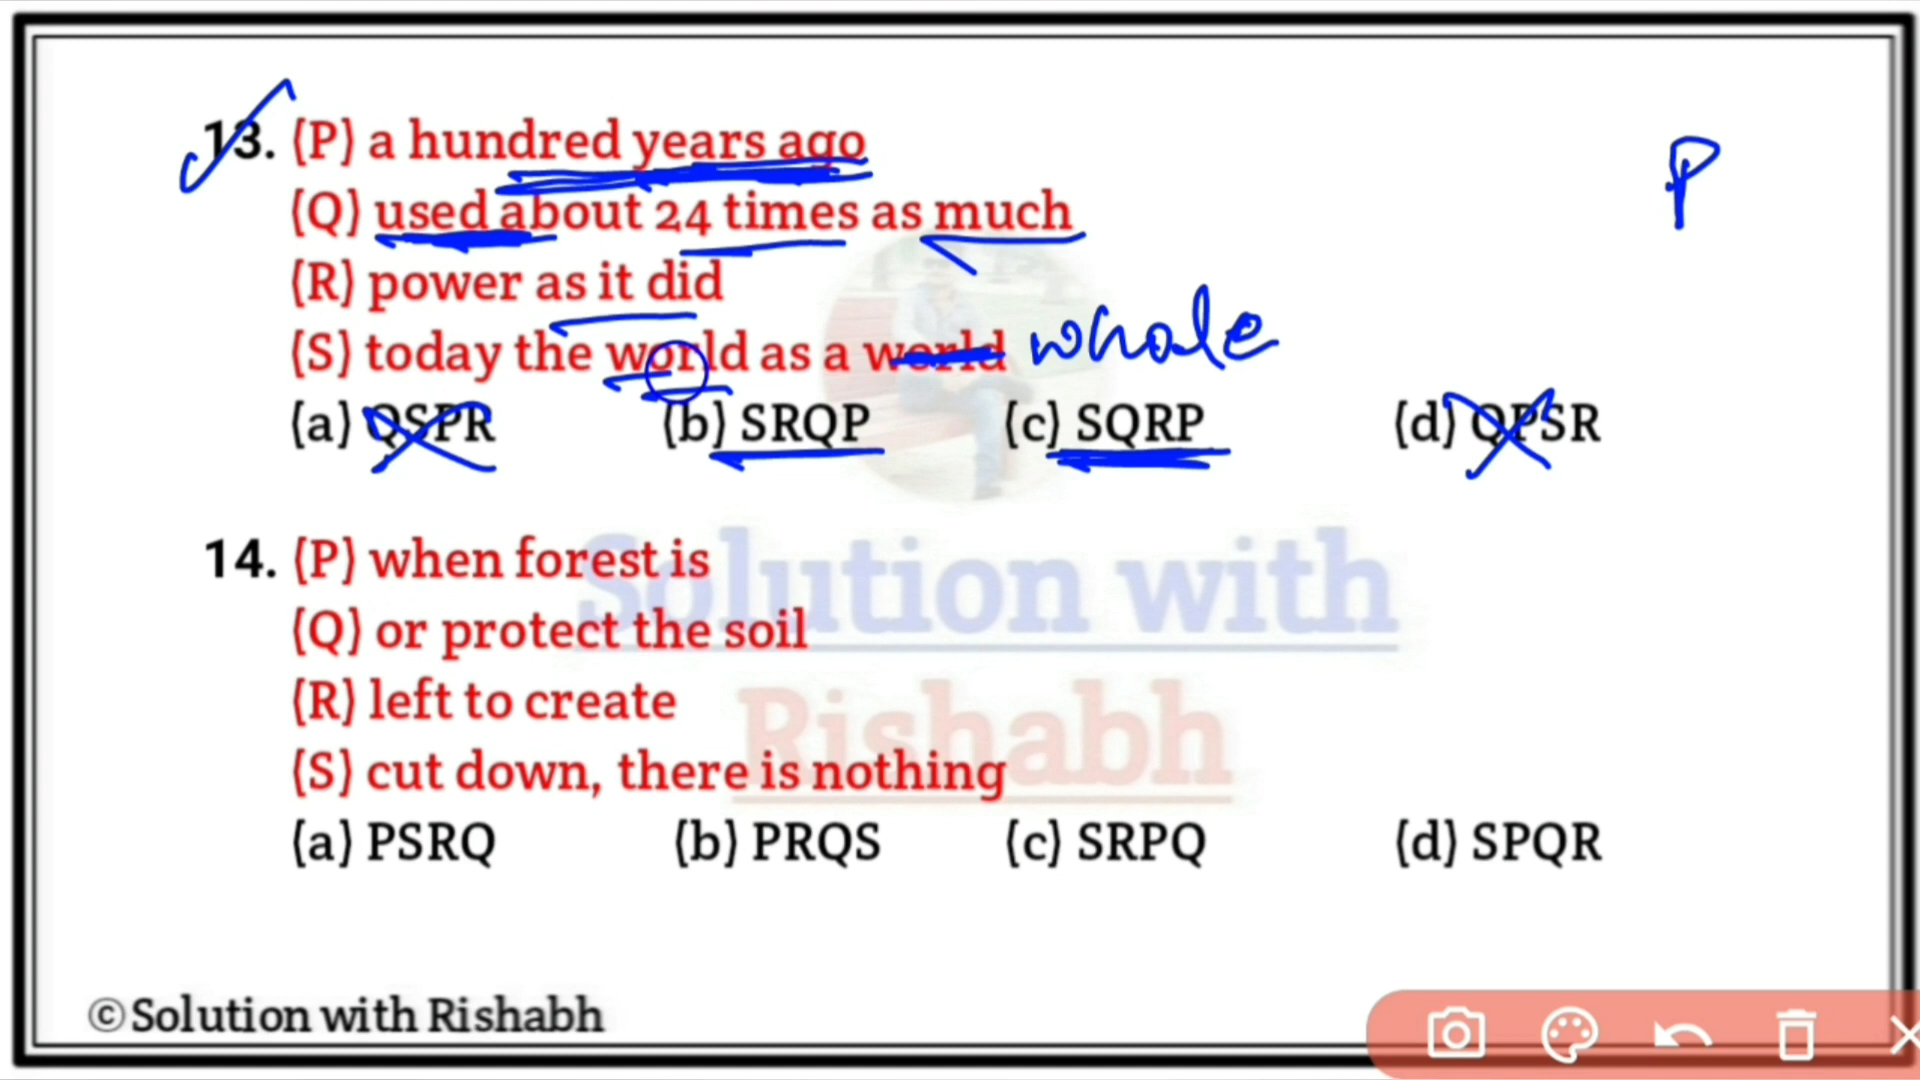 13. (P) a hundred years ago
P
(Q) used about 24 times as much
(R) power as it did
(S) today the world as a world whole
(a) QSPR (b) SRQP (c) SQRP (d) QPSR
14. (P) when forest is
(Q) or protect the soil
(R) left to create
(S) cut down, there is nothing
(a) PSRQ (b) PRQS (c) SRPQ (d) SPQR
Solution with
Rishabh
©Solution with Rishabh